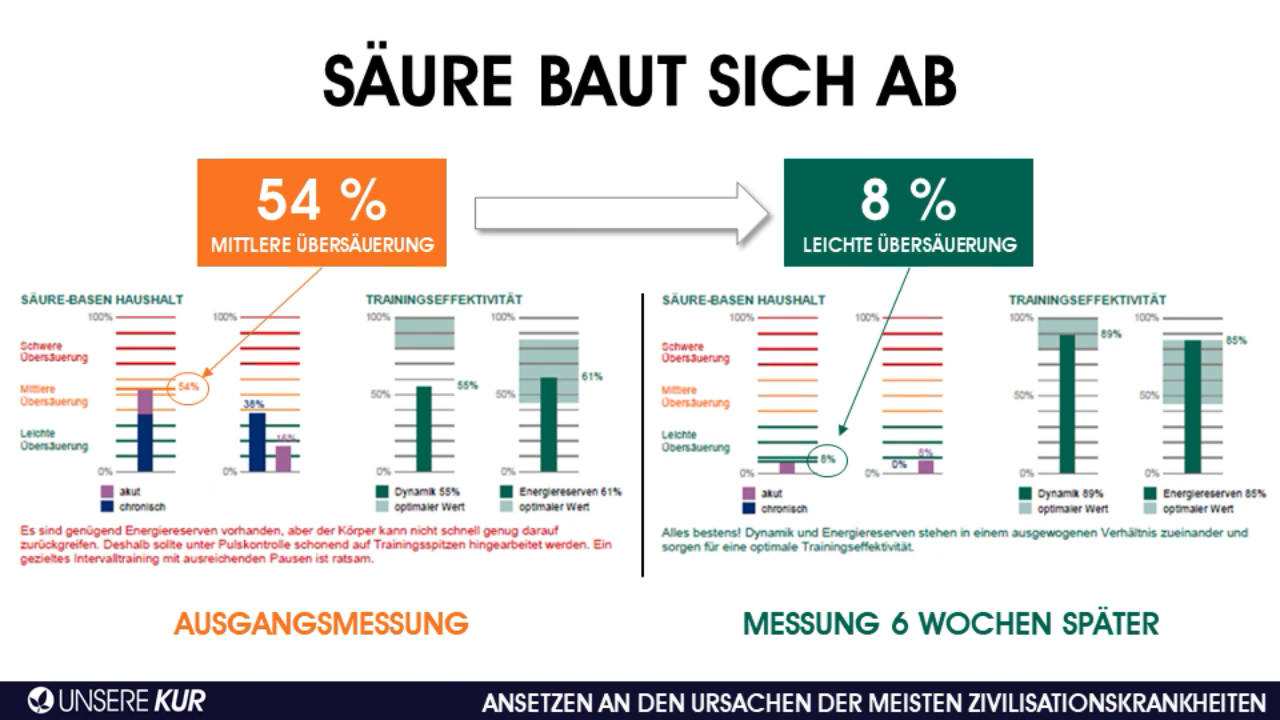 SÄURE BAUT SICH AB
54 %
MITTLERE ÜBERSÄUERUNG
8 %
LEICHTE ÜBERSÄUERUNG
SÄURE-BASEN HAUSHALT
100%
100%
Schwere
Übersäuerung
Mittlere
Übersäuerung
54%
38%
16%
Leichte
Übersäuerung
0%
0%
akut
chronisch
TRAININGSEFFEKTIVITÄT
100%
100%
55%
61%
50%
50%
0%
0%
Dynamik 55%
optimaler Wert
Energiereserven 61%
optimaler Wert
Es sind genügend Energiereserven vorhanden, aber der Körper kann nicht schnell genug darauf
zurückgreifen. Deshalb sollte unter Pulskontrolle schonend auf Trainingsspitzen hingearbeitet werden. Ein
gezieltes Intervalltraining mit ausreichenden Pausen ist ratsam.
SÄURE-BASEN HAUSHALT
100%
100%
Schwere
Übersäuerung
Mittlere
Übersäuerung
Leichte
Übersäuerung
8%
8%
0%
0%
0%
akut
chronisch
TRAININGSEFFEKTIVITÄT
100%
100%
89%
85%
50%
50%
0%
0%
Dynamik 89%
optimaler Wert
Energiereserven 85%
optimaler Wert
Alles bestens! Dynamik und Energiereserven stehen in einem ausgewogenen Verhältnis zueinander und
sorgen für eine optimale Trainingseffektivität.
AUSGANGSMESSUNG
MESSUNG 6 WOCHEN SPÄTER
UNSERE KUR
ANSETZEN AN DEN URSACHEN DER MEISTEN ZIVILISATIONSKRANKHEITEN